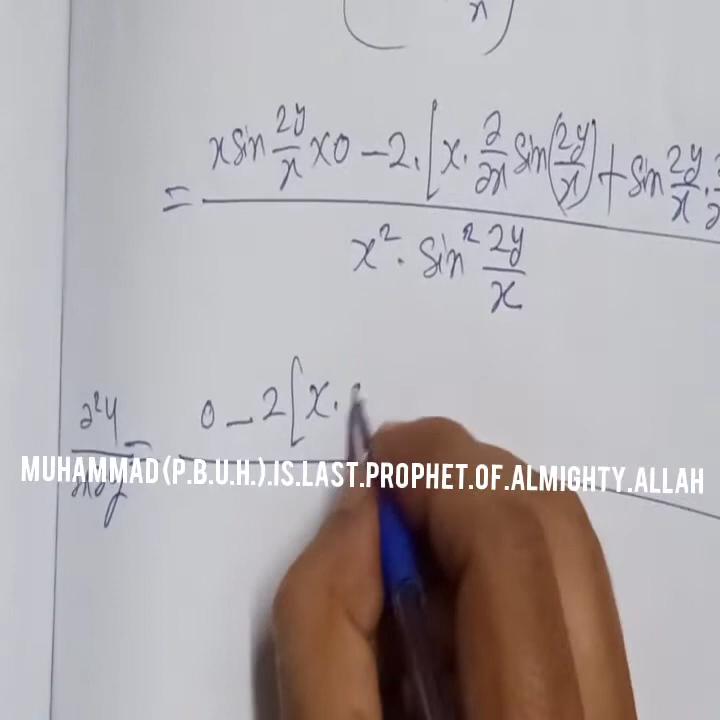 x)
= (x sin 2y/x × 0 - 2 . [x . ∂/∂x sin(2y/x) + sin 2y/x .
x² . sin² 2y/x
∂²u 0 - 2 [x .
=
MUHAMMAD (P.B.U.H.).IS.LAST.PROPHET.OF.ALMIGHTY.ALLAH